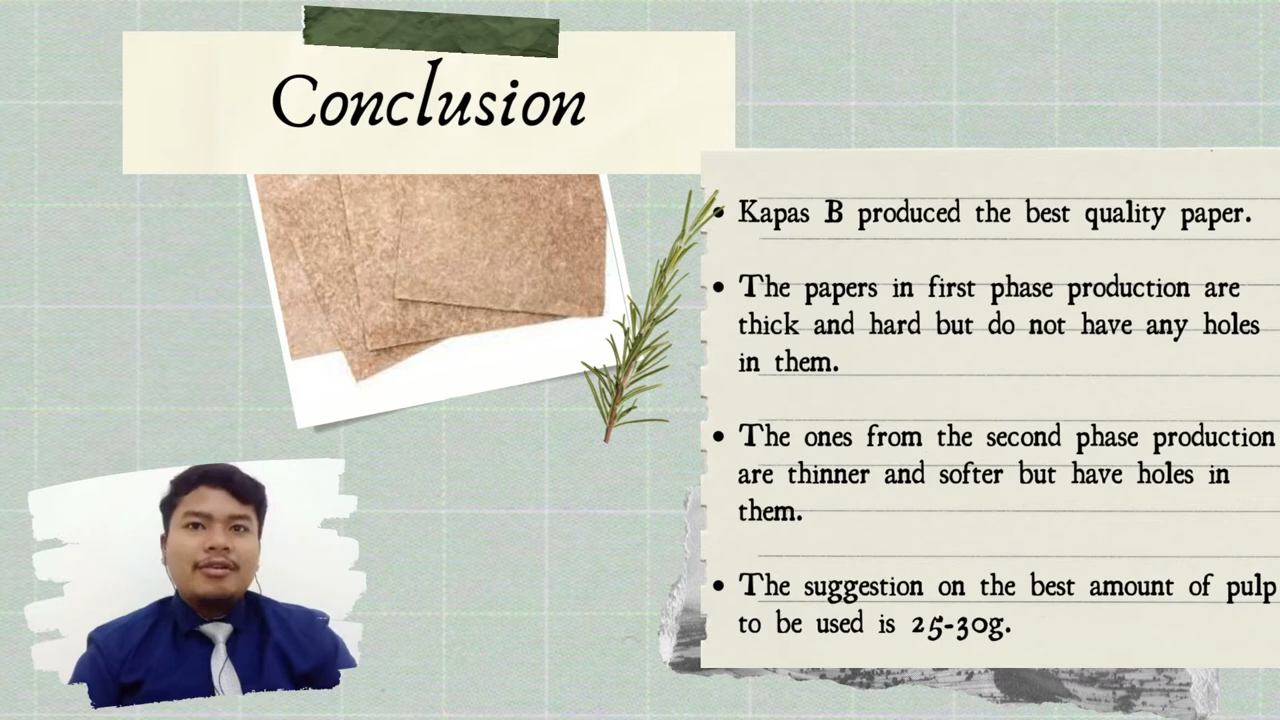 Conclusion
Kapas B produced the best quality paper.
The papers in first phase production are
thick and hard but do not have any holes
in them.
The ones from the second phase production
are thinner and softer but have holes in
them.
The suggestion on the best amount of pulp
to be used is 25-30g.